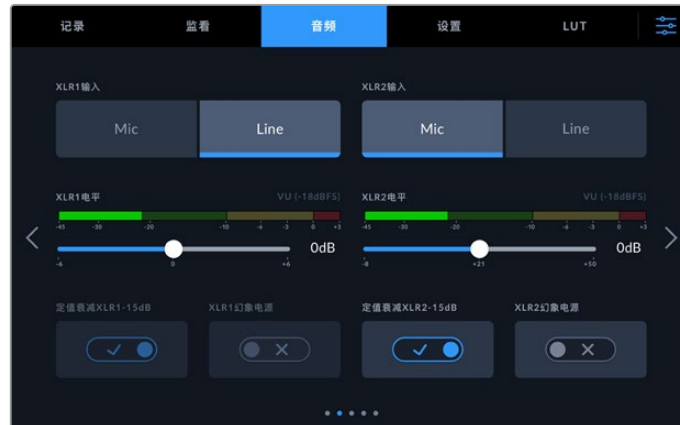 记录 监看 音频 设置 LUT
XLR1输入 XLR2输入
Mic Line Mic Line
XLR1电平 VU (-18dBFS) XLR2电平 VU (-18dBFS)
-45 -30 -20 -10 -6 -3 0 +3 -45 -30 -20 -10 -6 -3 0 +3
0dB 0dB
-6 0 +6 -8 +21 +50
定值衰减XLR1-15dB XLR1幻象电源 定值衰减XLR2-15dB XLR2幻象电源